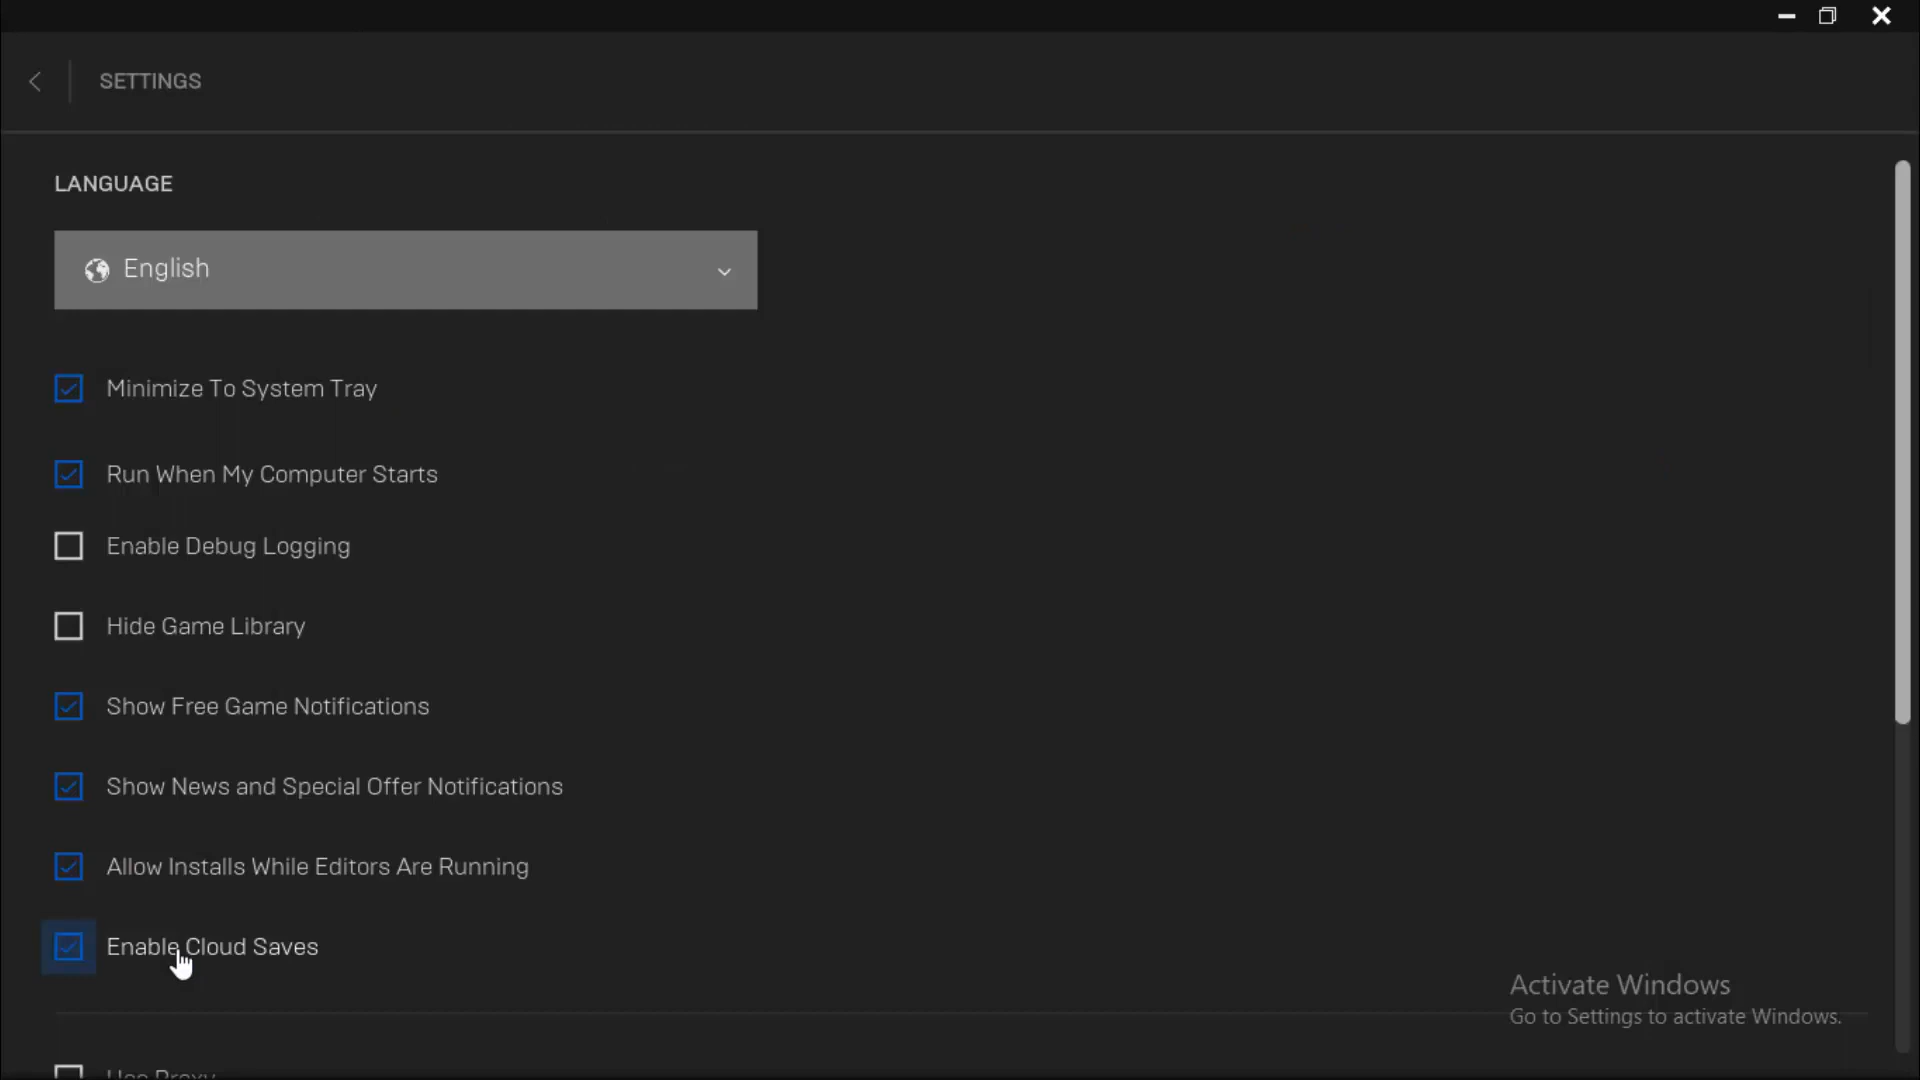 SETTINGS
LANGUAGE
English
Minimize To System Tray
Run When My Computer Starts
Enable Debug Logging
Hide Game Library
Show Free Game Notifications
Show News and Special Offer Notifications
Allow Installs While Editors Are Running
Enable Cloud Saves
Activate Windows
Go to Settings to activate Windows.
Use Proxy